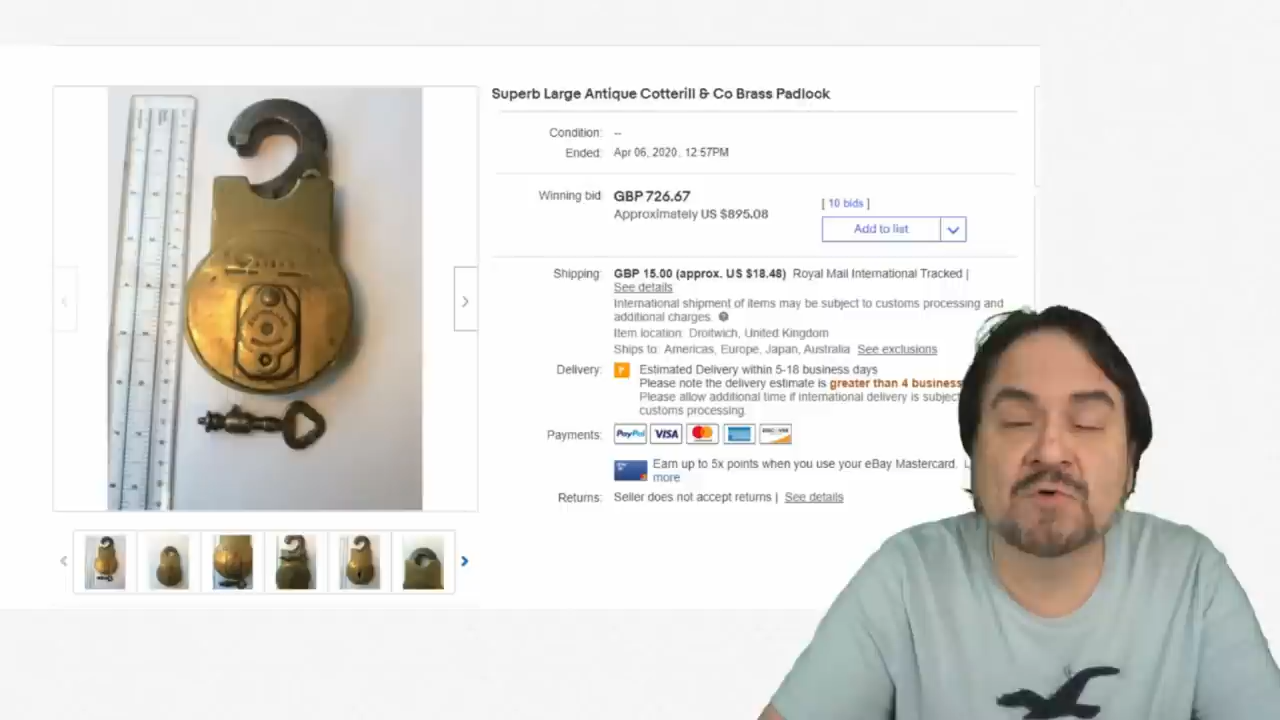 Superb Large Antique Cotterill & Co Brass Padlock
Condition: --
Ended: Apr 06, 2020 , 12:57PM
Winning bid: GBP 726.67 [ 10 bids ]
Approximately US $895.08
Add to list
Shipping: GBP 15.00 (approx. US $18.48) Royal Mail International Tracked |
See details
International shipment of items may be subject to customs processing and
additional charges.
Item location: Droitwich, United Kingdom
Ships to: Americas, Europe, Japan, Australia See exclusions
Delivery: Estimated Delivery within 5-18 business days
Please note the delivery estimate is greater than 4 business
Please allow additional time if international delivery is subject
customs processing.
Payments: PayPal VISA DISCOVER
Earn up to 5x points when you use your eBay Mastercard.
more
Returns: Seller does not accept returns | See details